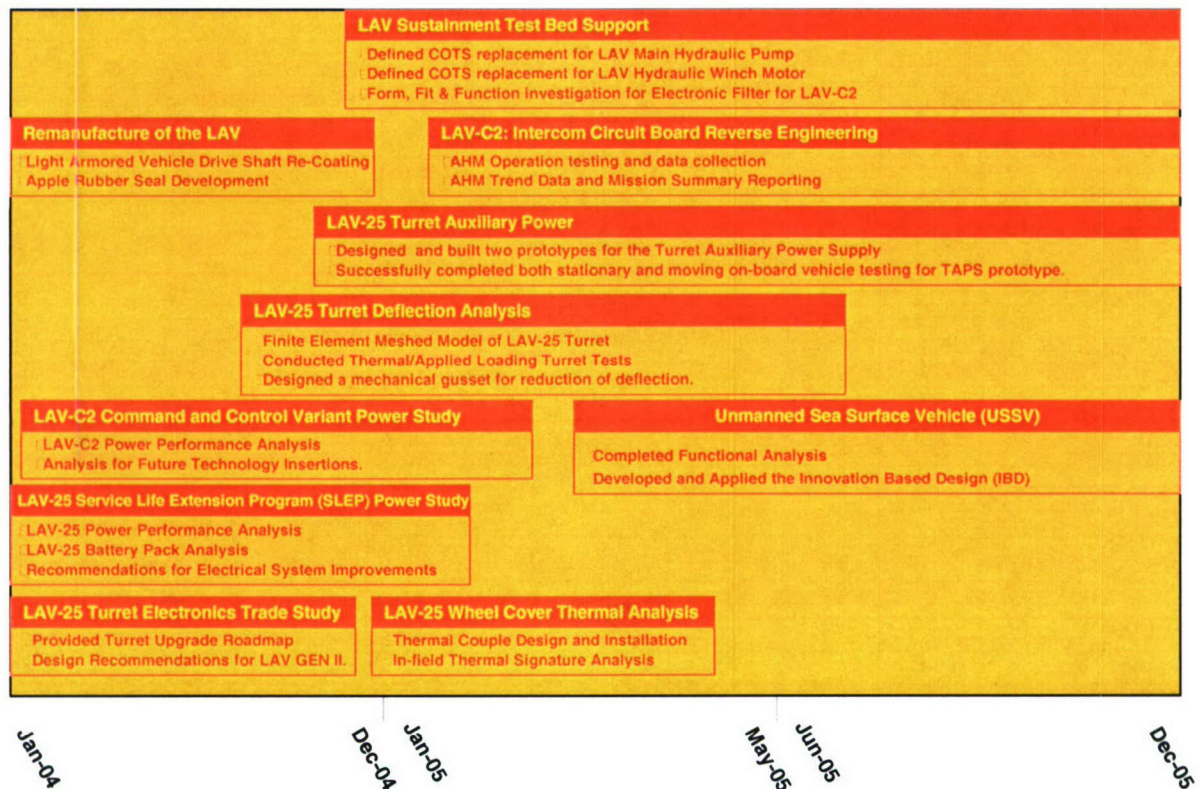 LAV Sustainment Test Bed Support
Defined COTS replacement for LAV Main Hydraulic Pump
Defined COTS replacement for LAV Hydraulic Winch Motor
Form, Fit & Function investigation for Electronic Filter for LAV-C2
Remanufacture of the LAV
Light Armored Vehicle Drive Shaft Re-Coating
Apple Rubber Seal Development
LAV-C2: Intercom Circuit Board Reverse Engineering
AHM Operation testing and data collection
AHM Trend Data and Mission Summary Reporting
LAV-25 Turret Auxiliary Power
Designed and built two prototypes for the Turret Auxiliary Power Supply
Successfully completed both stationary and moving on-board vehicle testing for TAPS prototype.
LAV-25 Turret Deflection Analysis
Finite Element Meshed Model of LAV-25 Turret
Conducted Thermal/Applied Loading Turret Tests
Designed a mechanical gusset for reduction of deflection.
LAV-C2 Command and Control Variant Power Study
LAV-C2 Power Performance Analysis
Analysis for Future Technology Insertions.
Unmanned Sea Surface Vehicle (USSV)
Completed Functional Analysis
Developed and Applied the Innovation Based Design (IBD)
LAV-25 Service Life Extension Program (SLEP) Power Study
LAV-25 Power Performance Analysis
LAV-25 Battery Pack Analysis
Recommendations for Electrical System Improvements
LAV-25 Turret Electronics Trade Study
Provided Turret Upgrade Roadmap
Design Recommendations for LAV GEN II.
LAV-25 Wheel Cover Thermal Analysis
Thermal Couple Design and Installation
In-field Thermal Signature Analysis
Jan-04
Dec-04
Jan-05
May-05
Jun-05
Dec-05